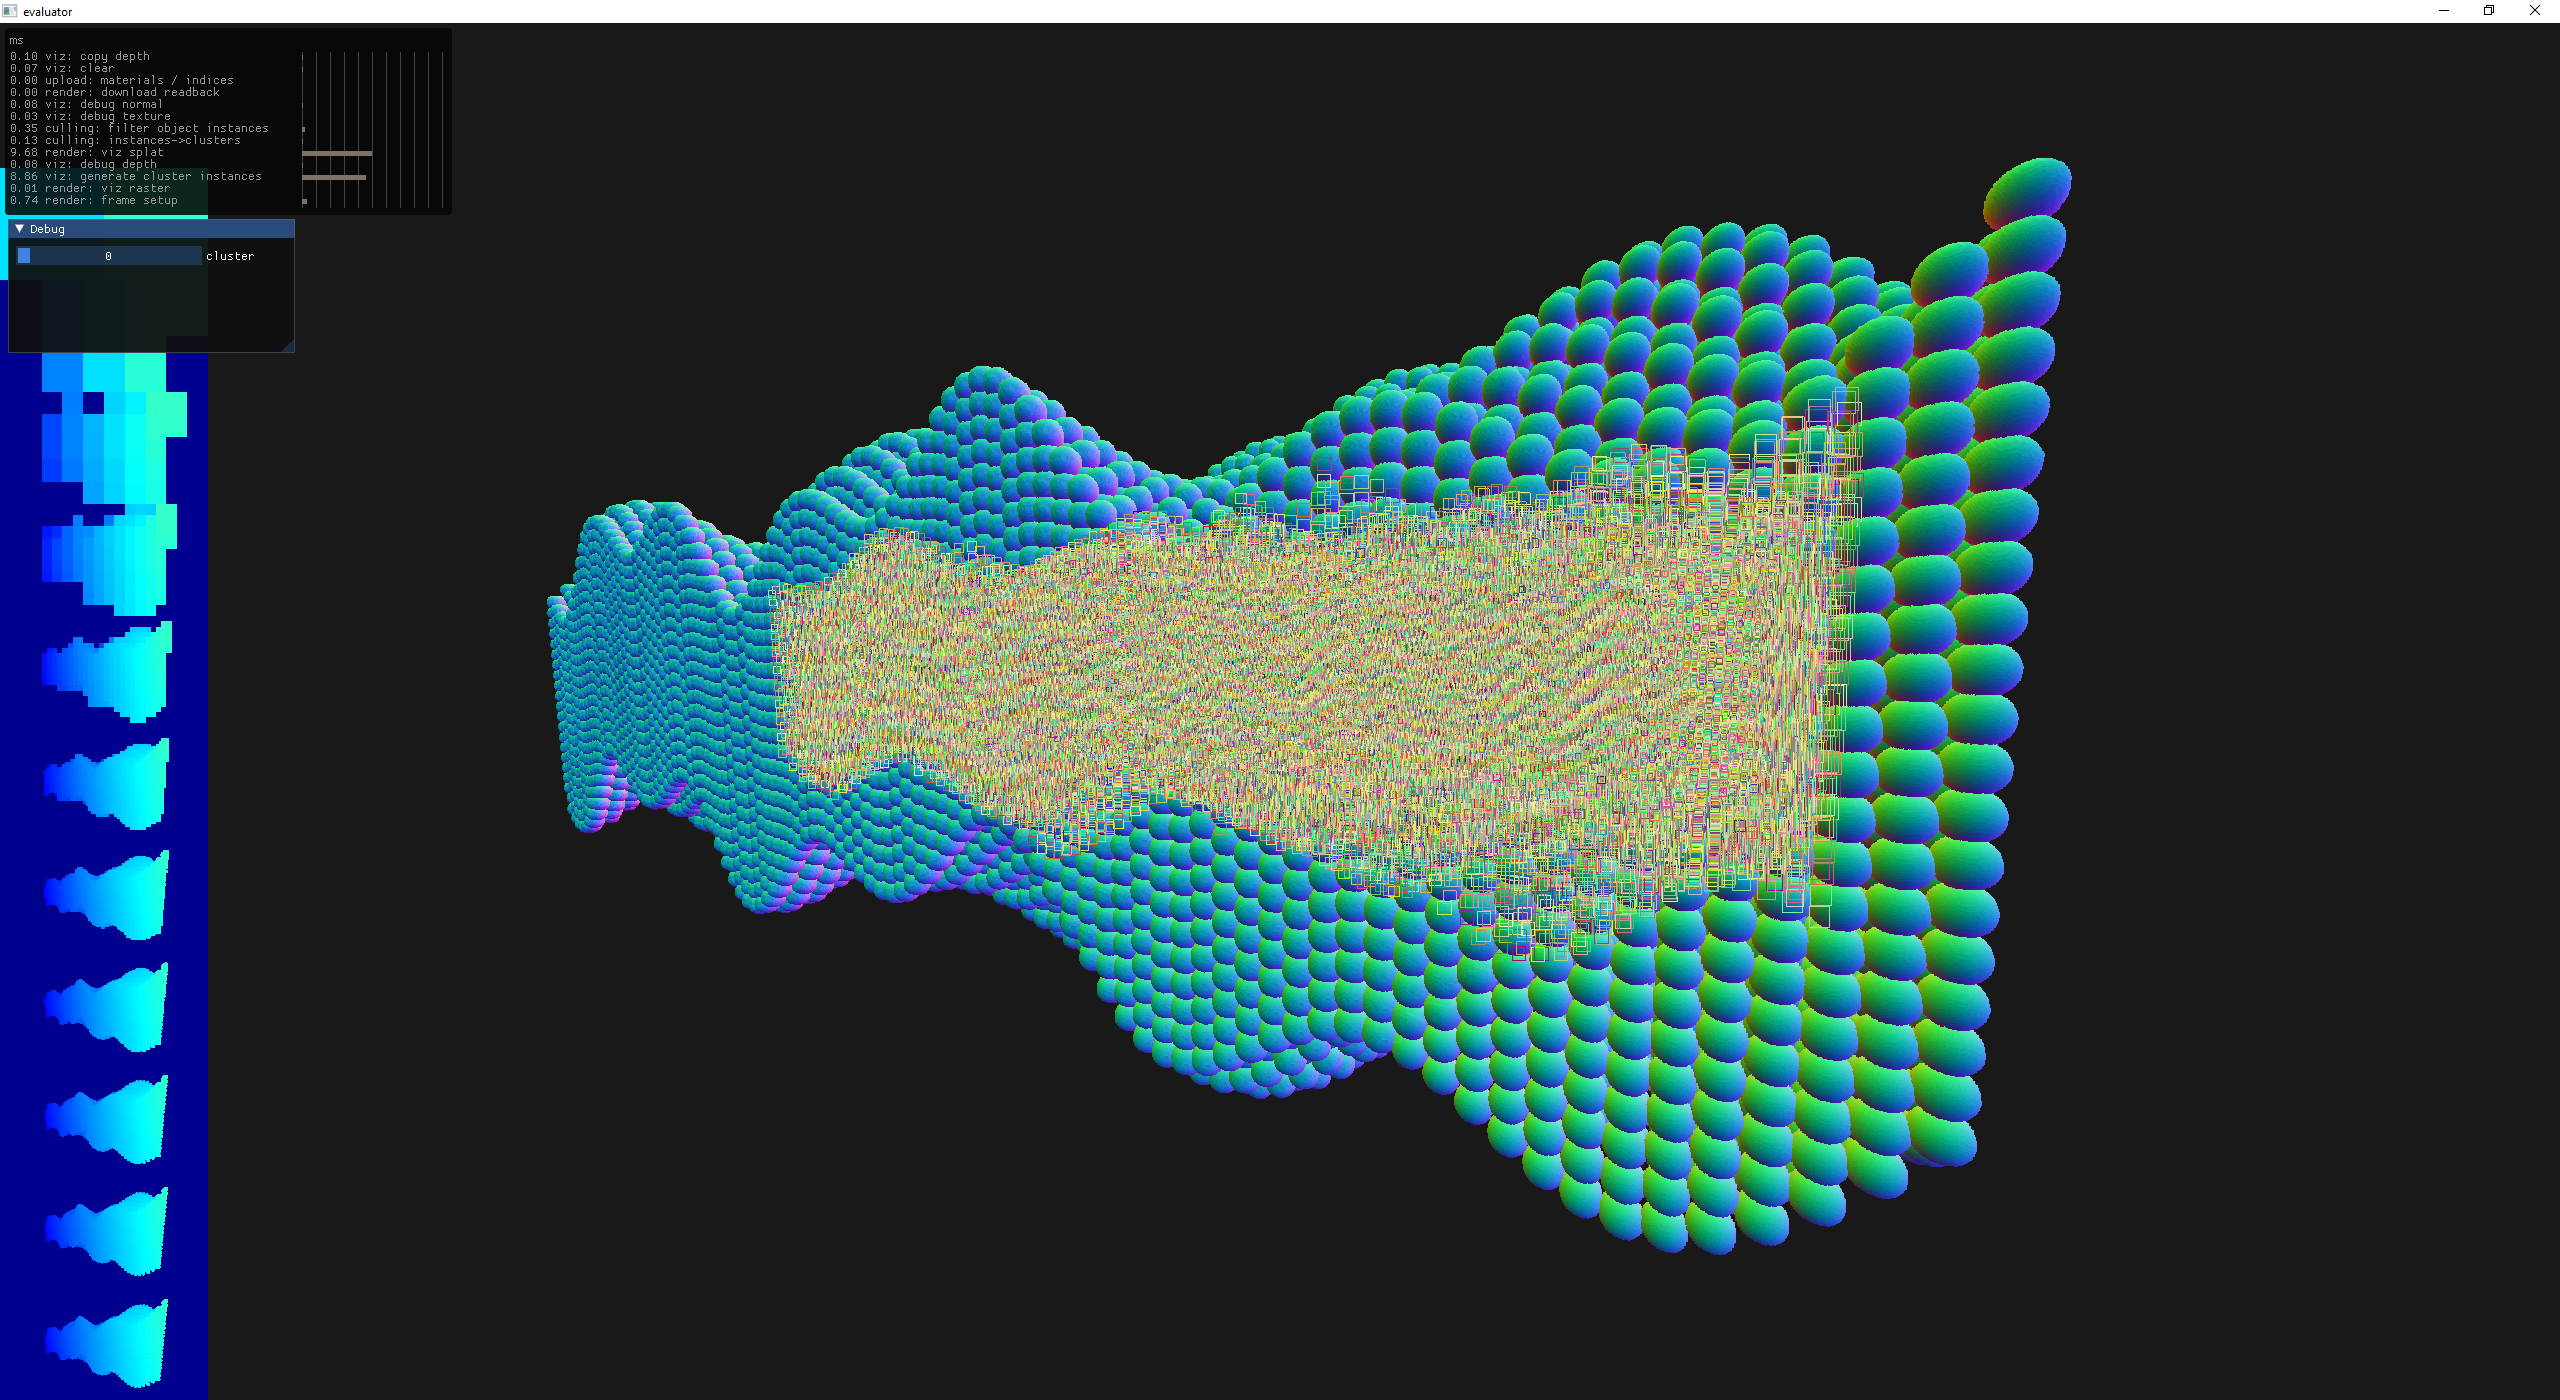 evaluator
ms
0.10 viz: copy depth
0.07 viz: clear
0.00 upload: materials / indices
0.00 render: download readback
0.08 viz: debug normal
0.03 viz: debug texture
0.35 culling: filter object instances
0.13 culling: instances->clusters
9.68 render: viz splat
0.08 viz: debug depth
8.86 viz: generate cluster instances
0.01 render: viz raster
0.74 render: frame setup
Debug
0 cluster